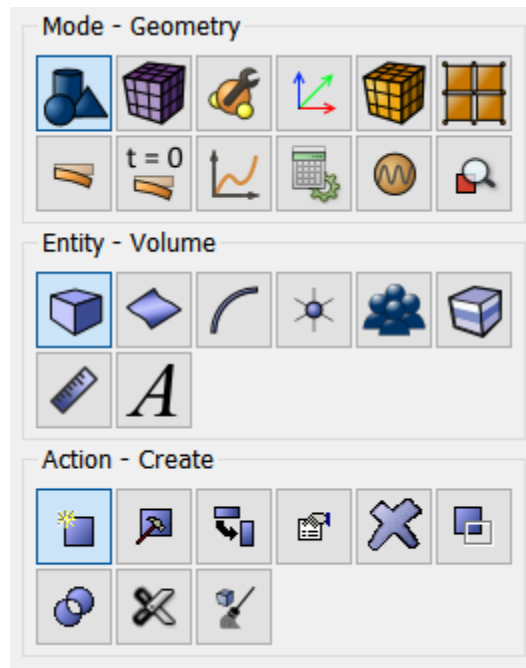 Mode - Geometry
t = 0
Entity - Volume
A
Action - Create